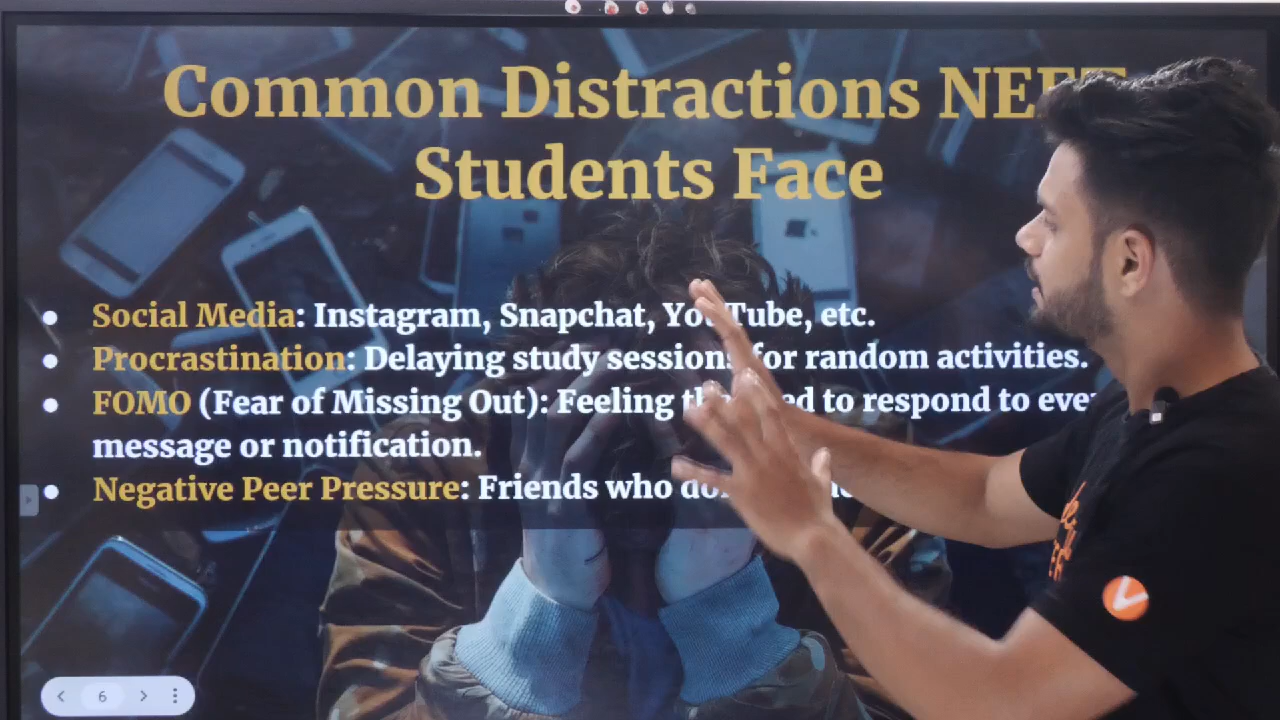 Common Distractions
Students Face
Social Media: Instagram, Snapchat, YouTube, etc.
Procrastination: Delaying study sessions for random activities.
FOMO (Fear of Missing Out): Feeling to respond to
message or notification.
Negative Peer Pressure: Friends who
6